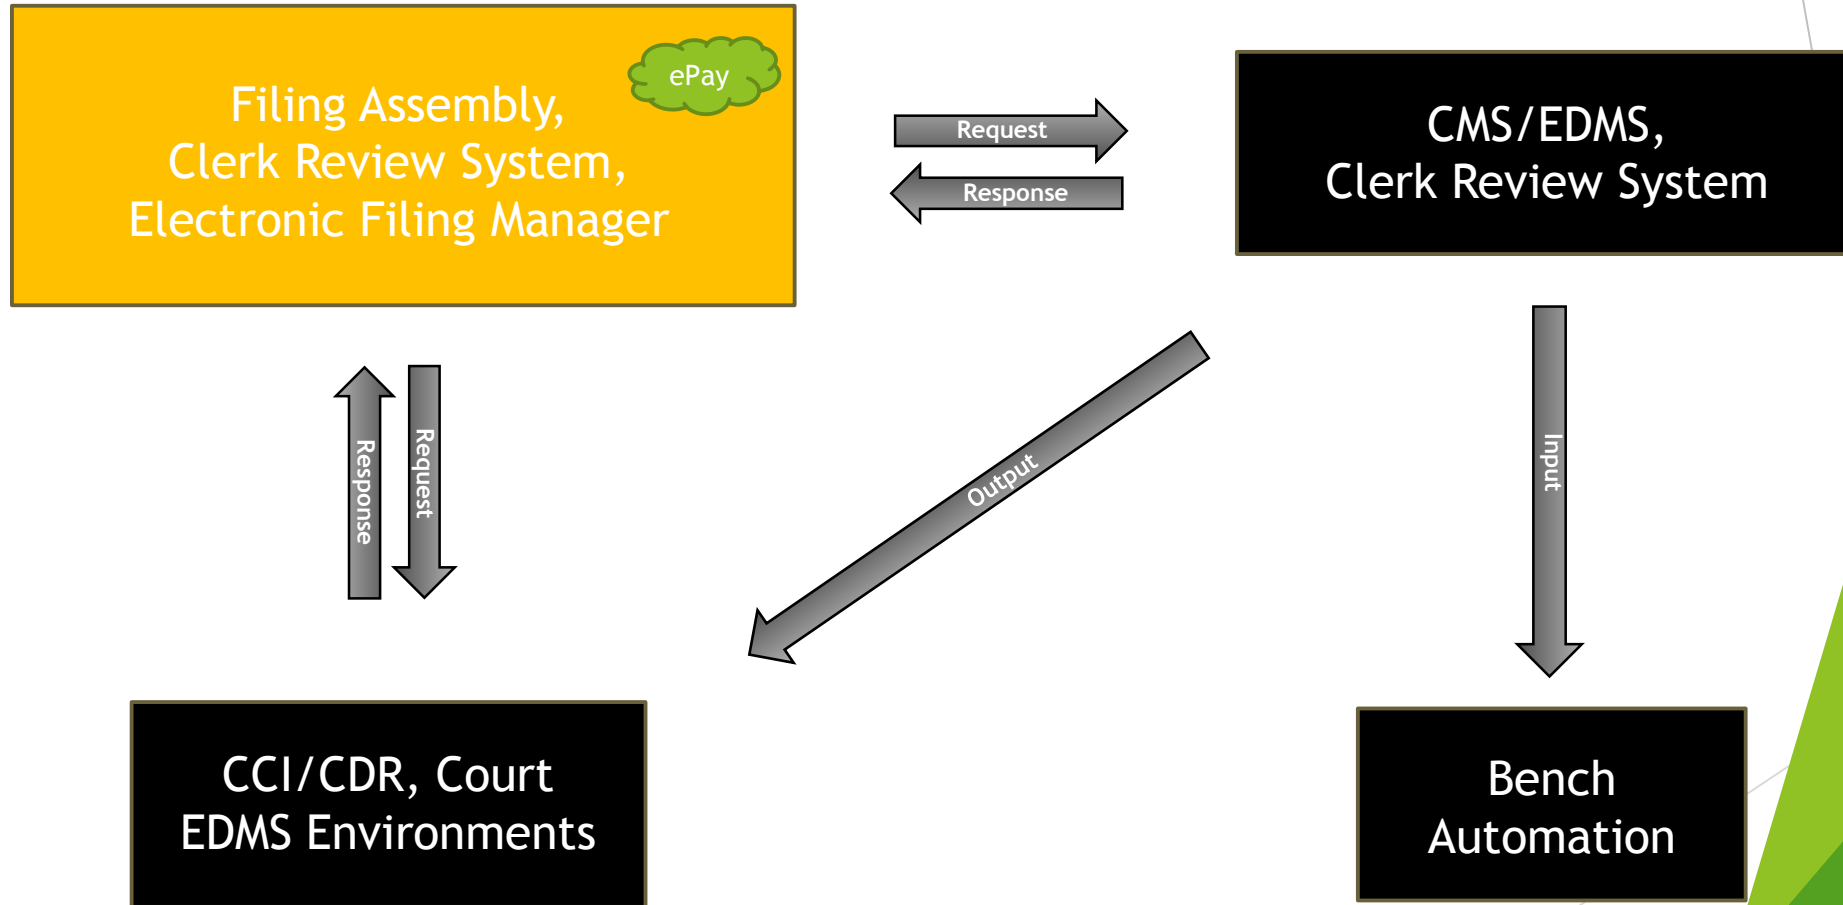 Filing Assembly,
Clerk Review System,
Electronic Filing Manager
ePay
Request
Response
CMS/EDMS,
Clerk Review System
Response
Request
Output
Input
CCI/CDR, Court
EDMS Environments
Bench
Automation